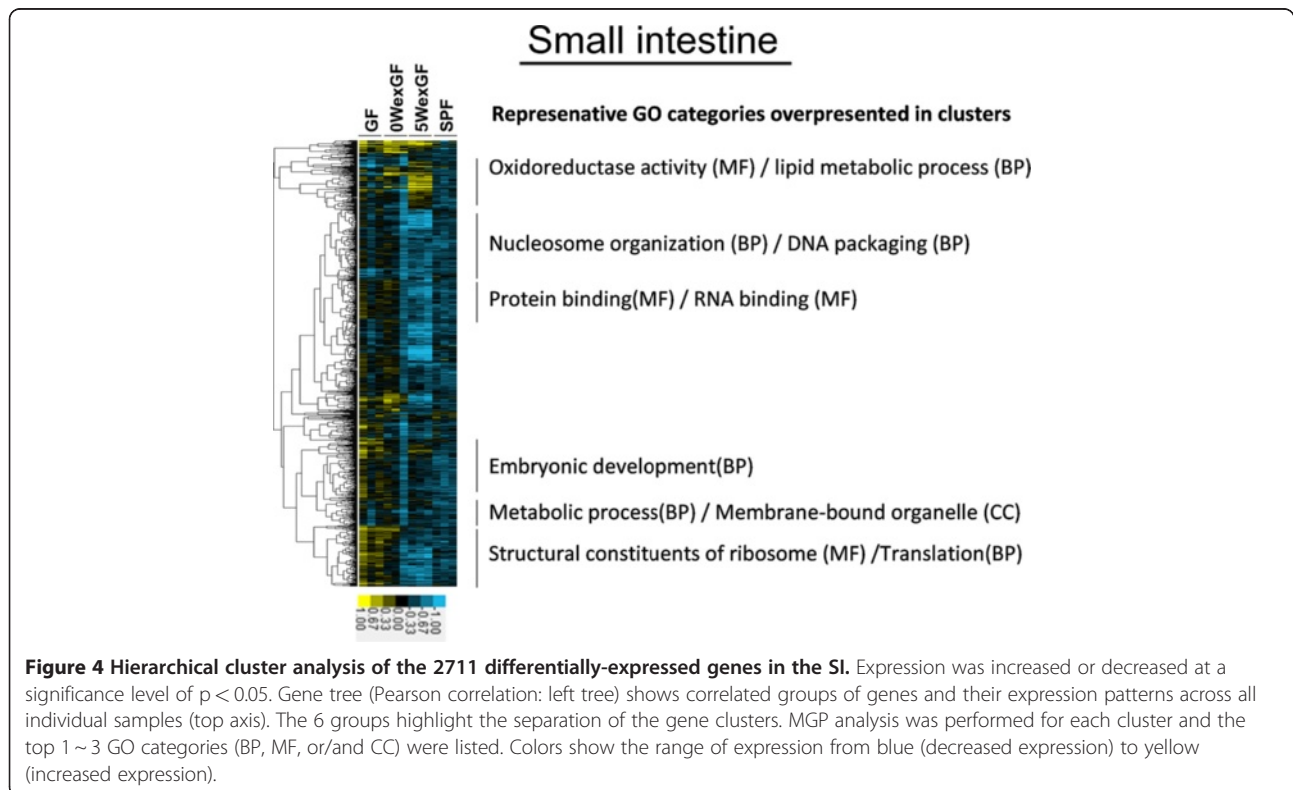 Small intestine
GF
0WexGF
5WexGF
SPF
Represenative GO categories overpresented in clusters
Oxidoreductase activity (MF) / lipid metabolic process (BP)
Nucleosome organization (BP) / DNA packaging (BP)
Protein binding(MF) / RNA binding (MF)
Embryonic development(BP)
Metabolic process(BP) / Membrane-bound organelle (CC)
Structural constituents of ribosome (MF) /Translation(BP)
1.00
0.67
0.33
0.00
-0.33
-0.67
-1.00
Figure 4 Hierarchical cluster analysis of the 2711 differentially-expressed genes in the SI. Expression was increased or decreased at a
significance level of p < 0.05. Gene tree (Pearson correlation: left tree) shows correlated groups of genes and their expression patterns across all
individual samples (top axis). The 6 groups highlight the separation of the gene clusters. MGP analysis was performed for each cluster and the
top 1 ~ 3 GO categories (BP, MF, or/and CC) were listed. Colors show the range of expression from blue (decreased expression) to yellow
(increased expression).